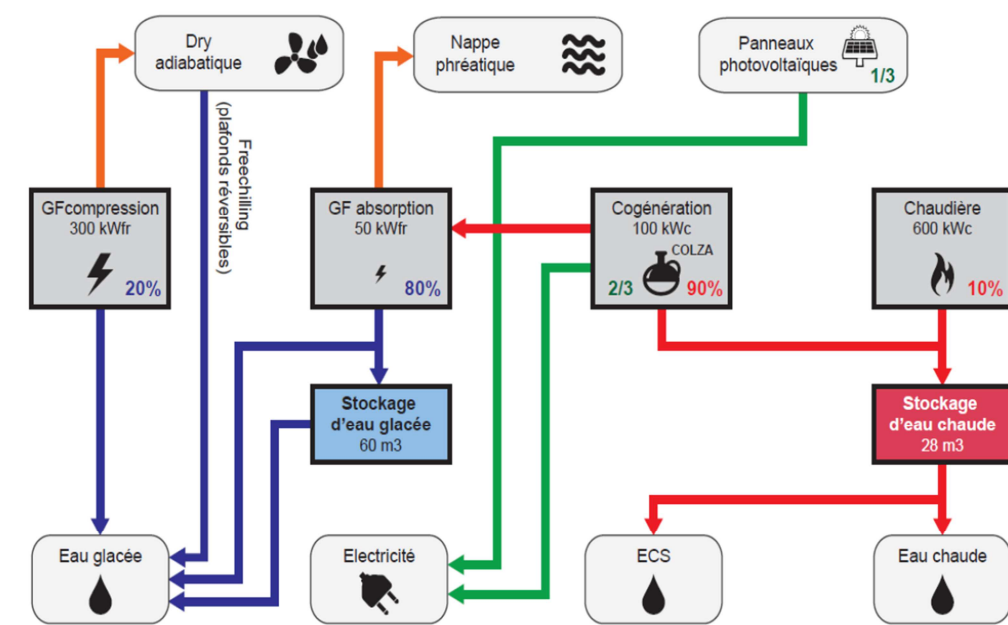 Dry
adiabatique
Nappe
phréatique
Panneaux
photovoltaïques
1/3
Freechilling
(plafonds réversibles)
GFcompression
300 kWfr
20%
GF absorption
50 kWfr
80%
Cogénération
100 kWc
COLZA
2/3
90%
Chaudière
600 kWc
10%
Stockage
d'eau glacée
60 m3
Stockage
d'eau chaude
28 m3
Eau glacée
Electricité
ECS
Eau chaude